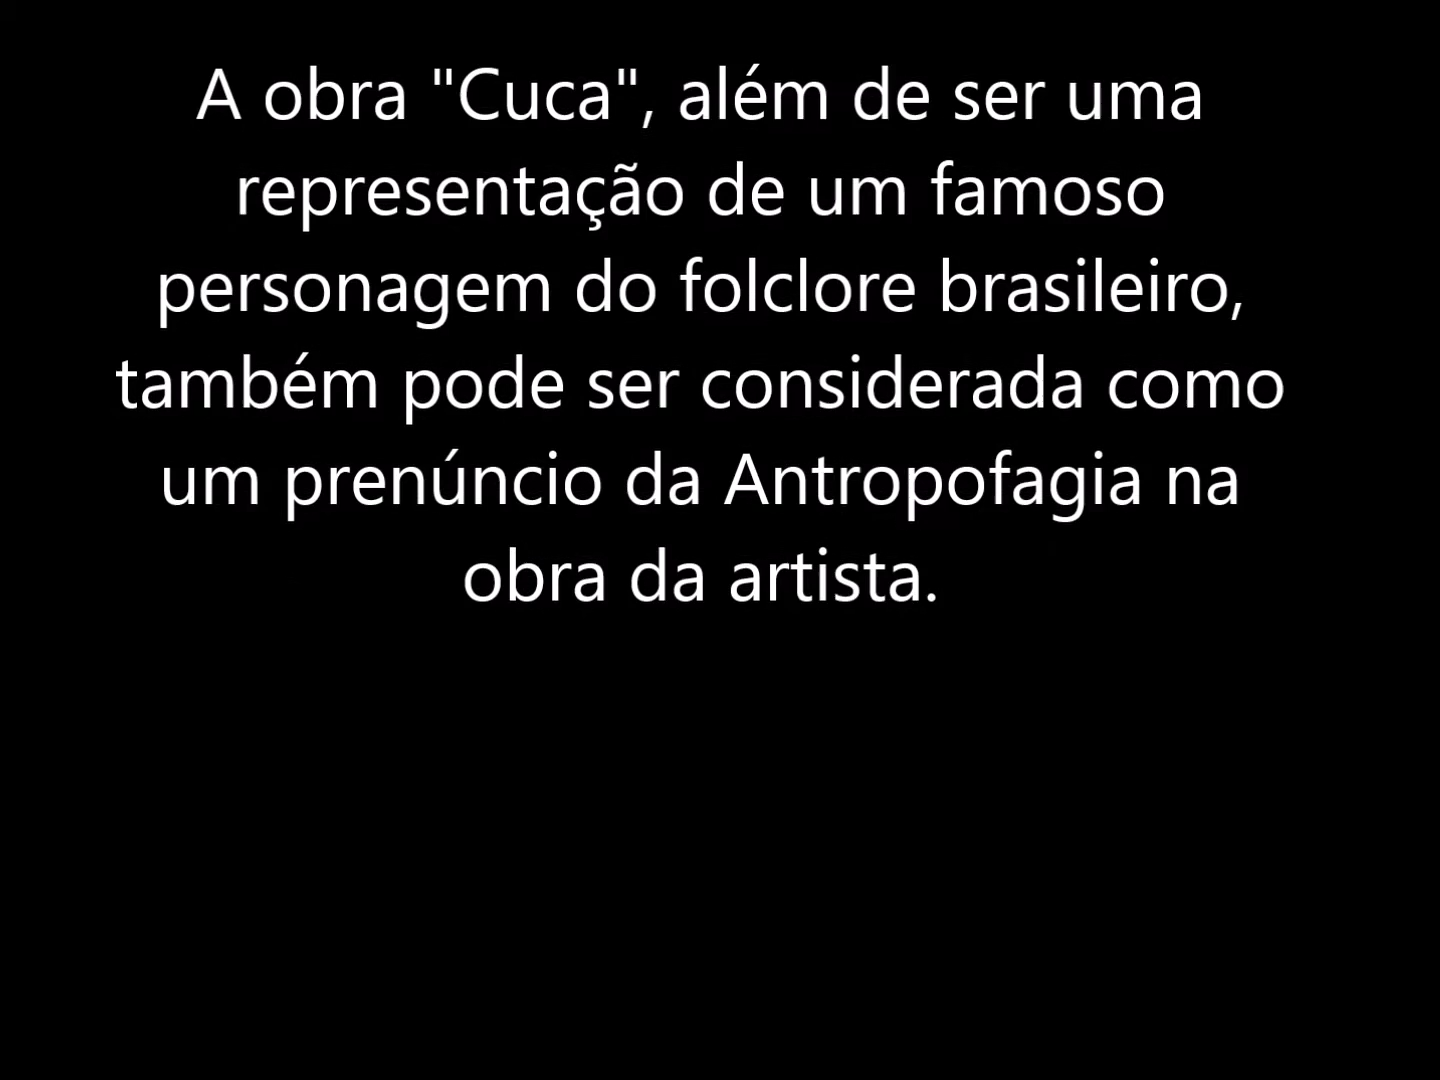 A obra "Cuca", além de ser uma
representação de um famoso
personagem do folclore brasileiro,
também pode ser considerada como
um prenúncio da Antropofagia na
obra da artista.